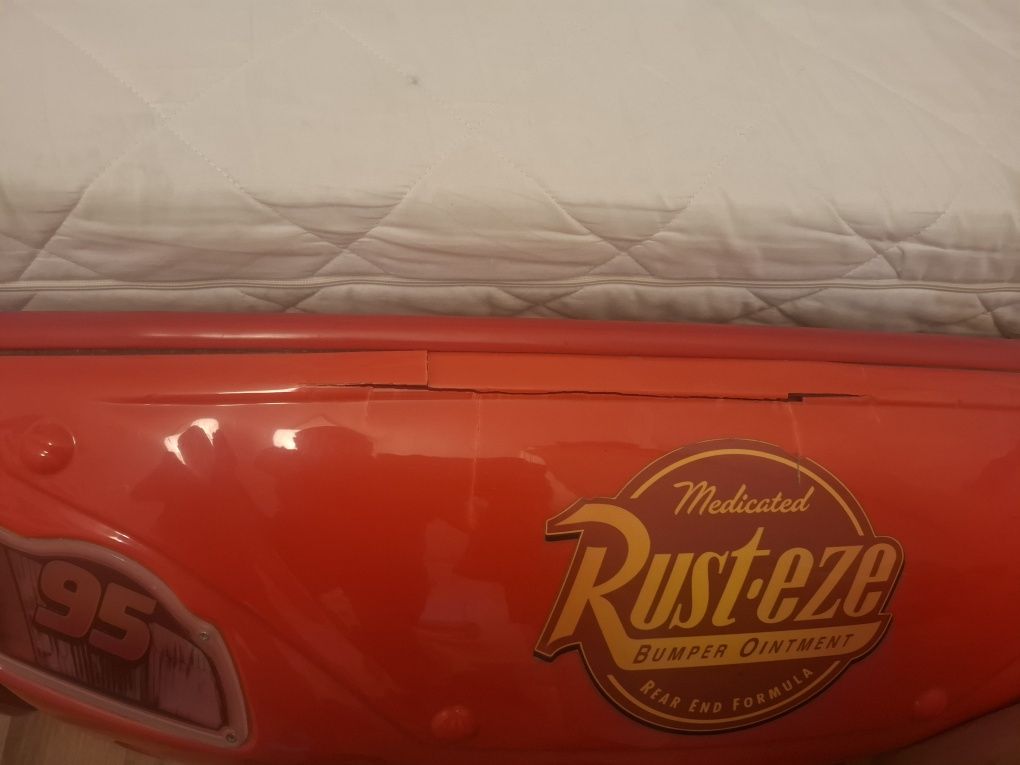 Medicated
Rust-eze
BUMPER OINTMENT
REAR END FORMULA
95